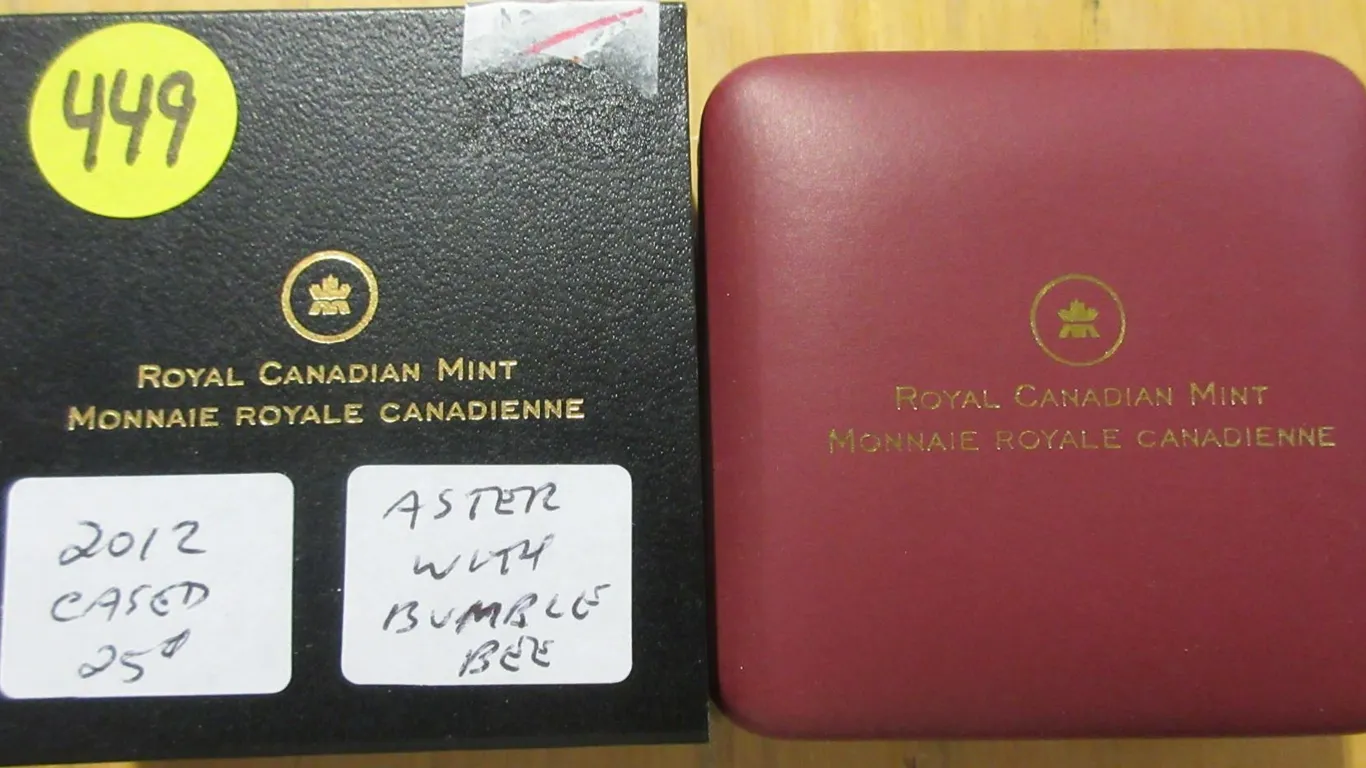 449
ROYAL CANADIAN MINT
MONNAIE ROYALE CANADIENNE
2012
CASED
25¢
ASTER
WITH
BUMBLE
BEE
ROYAL CANADIAN MINT
MONNAIE ROYALE CANADIENNE